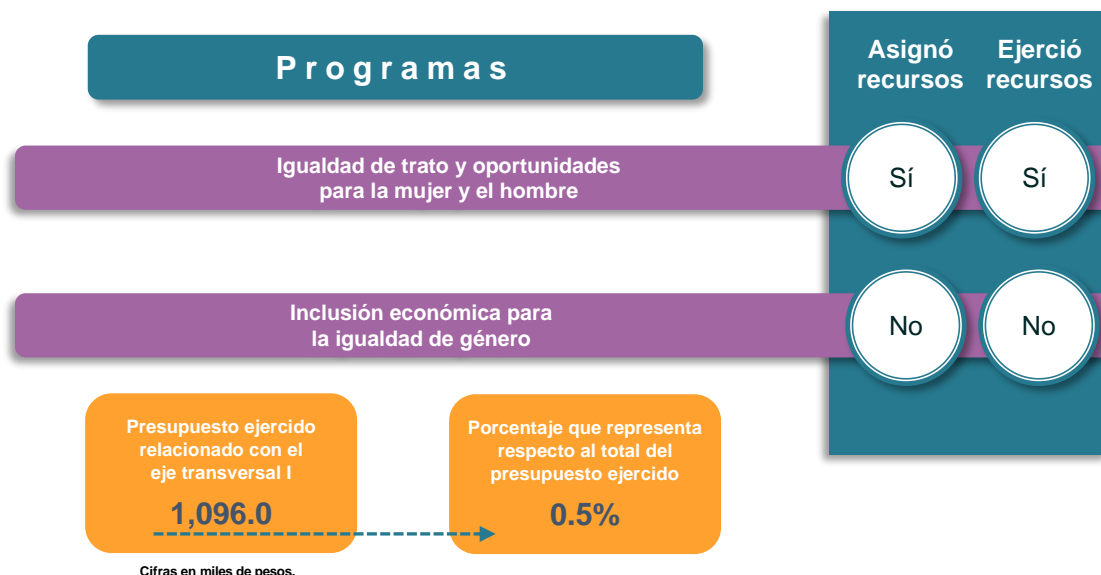 Programas
Asignó
recursos
Ejerció
recursos
Igualdad de trato y oportunidades
para la mujer y el hombre
Sí
Sí
Inclusión económica para
la igualdad de género
No
No
Presupuesto ejercido
relacionado con el
eje transversal I
1,096.0
Porcentaje que representa
respecto al total del
presupuesto ejercido
0.5%
Cifras en miles de pesos.